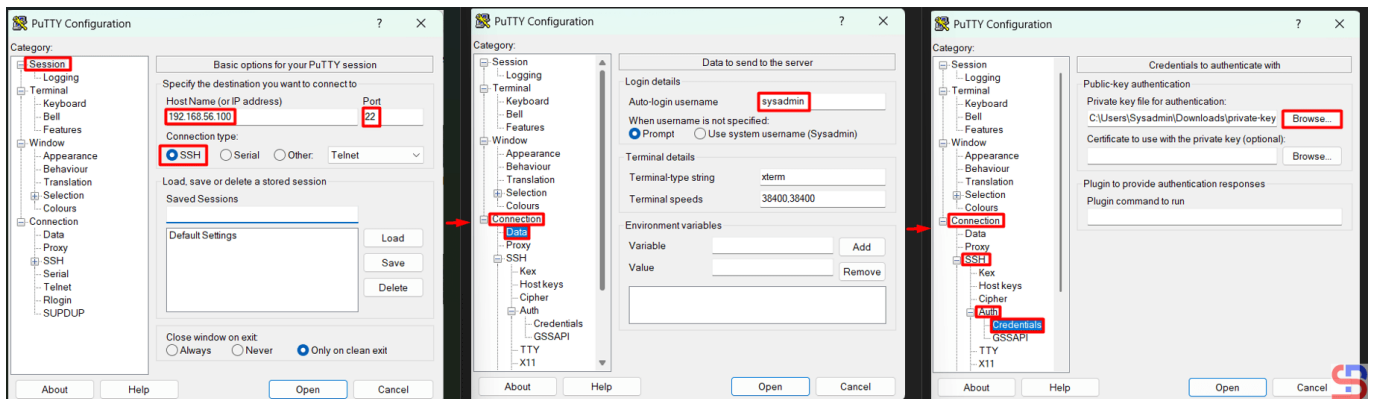 PuTTY Configuration
?
Category:
Session
Logging
Terminal
Keyboard
Bell
Features
Window
Appearance
Behaviour
Translation
Selection
Colours
Connection
Data
Proxy
SSH
Serial
Telnet
Rlogin
SUPDUP
Basic options for your PuTTY session
Specify the destination you want to connect to
Host Name (or IP address) Port
192.168.56.100 22
Connection type:
SSH Serial Other: Telnet
Load, save or delete a stored session
Saved Sessions
Default Settings
Load
Save
Delete
Close window on exit:
Always Never Only on clean exit
About Help Open Cancel
PuTTY Configuration
?
Category:
Session
Logging
Terminal
Keyboard
Bell
Features
Window
Appearance
Behaviour
Translation
Selection
Colours
Connection
Data
Proxy
SSH
Kex
Host keys
Cipher
Auth
Credentials
GSSAPI
TTY
X11
Data to send to the server
Login details
Auto-login username sysadmin
When username is not specified:
Prompt Use system username (Sysadmin)
Terminal details
Terminal-type string xterm
Terminal speeds 38400,38400
Environment variables
Variable Add
Value Remove
About Help Open Cancel
PuTTY Configuration
?
Category:
Session
Logging
Terminal
Keyboard
Bell
Features
Window
Appearance
Behaviour
Translation
Selection
Colours
Connection
Data
Proxy
SSH
Kex
Host keys
Cipher
Auth
Credentials
GSSAPI
TTY
X11
Credentials to authenticate with
Public-key authentication
Private key file for authentication:
C:\Users\Sysadmin\Downloads\private-key Browse...
Certificate to use with the private key (optional):
Browse...
Plugin to provide authentication responses
Plugin command to run
About Help Open Cancel